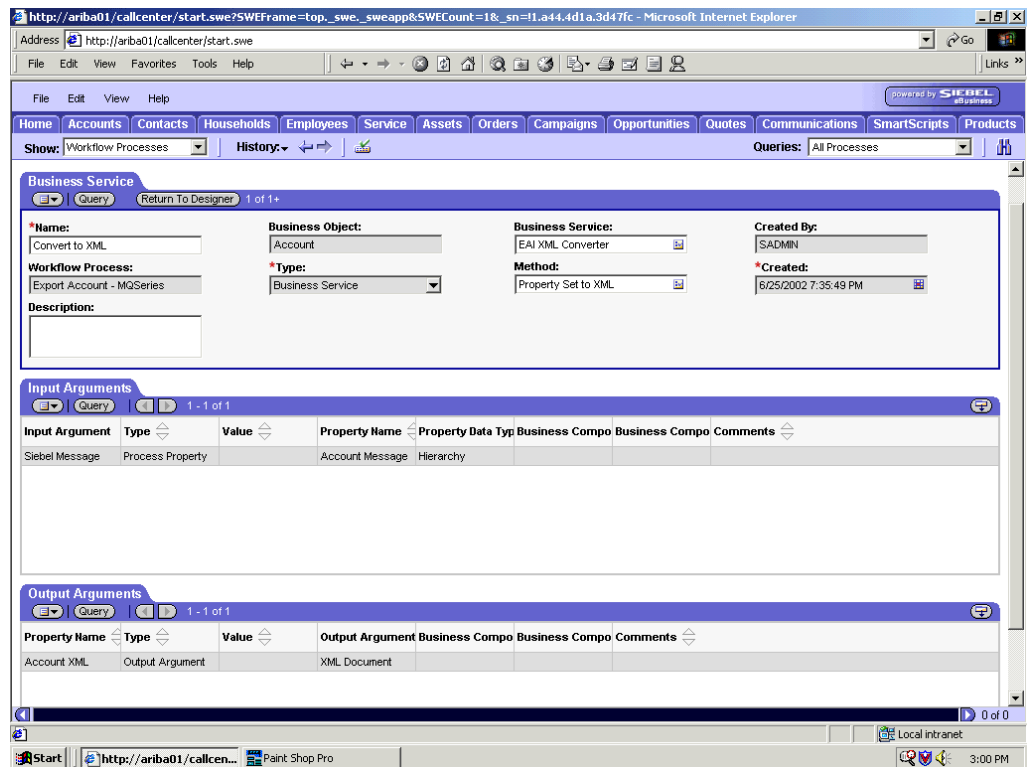 http://ariba01/callcenter/start.swe?SWEFrame=top._swe._sweapp&SWECount=1&_sn=!1.a44.4d1a.3d47fc - Microsoft Internet Explorer
Address http://ariba01/callcenter/start.swe Go
File Edit View Favorites Tools Help Links »
File Edit View Help powered by SIEBEL eBusiness
Home Accounts Contacts Households Employees Service Assets Orders Campaigns Opportunities Quotes Communications SmartScripts Products
Show: Workflow Processes History: Queries: All Processes
Business Service
Query Return To Designer 1 of 1+
*Name: Business Object: Business Service: Created By:
Convert to XML Account EAI XML Converter SADMIN
Workflow Process: *Type: Method: *Created:
Export Account - MQSeries Business Service Property Set to XML 6/25/2002 7:35:49 PM
Description:
Input Arguments
Query 1 - 1 of 1
Input Argument Type Value Property Name Property Data Typ Business Compo Business Compo Comments
Siebel Message Process Property Account Message Hierarchy
Output Arguments
Query 1 - 1 of 1
Property Name Type Value Output Argument Business Compo Business Compo Comments
Account XML Output Argument XML Document
0 of 0
Local intranet
Start http://ariba01/callcen... Paint Shop Pro 3:00 PM